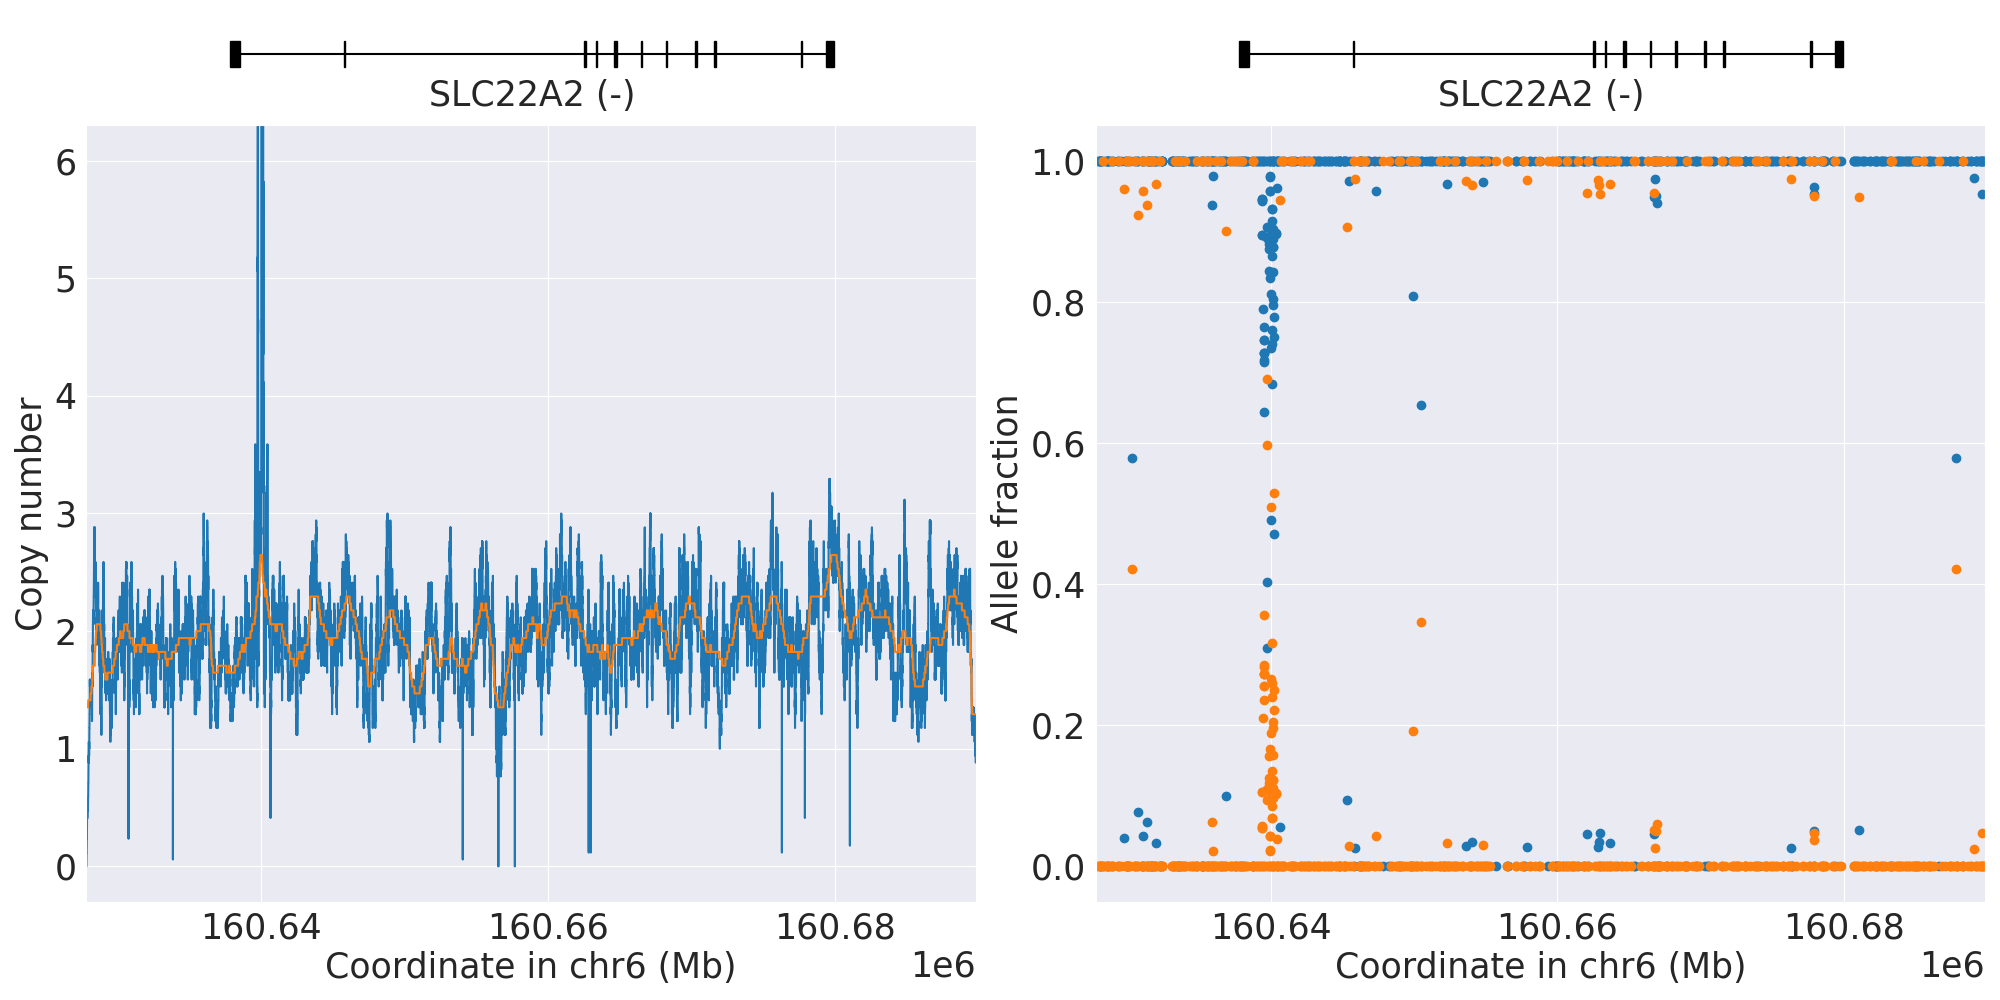 SLC22A2 (-)
Copy number
6
5
4
3
2
1
0
160.64
160.66
160.68
Coordinate in chr6 (Mb)
1e6
SLC22A2 (-)
Allele fraction
1.0
0.8
0.6
0.4
0.2
0.0
160.64
160.66
160.68
Coordinate in chr6 (Mb)
1e6